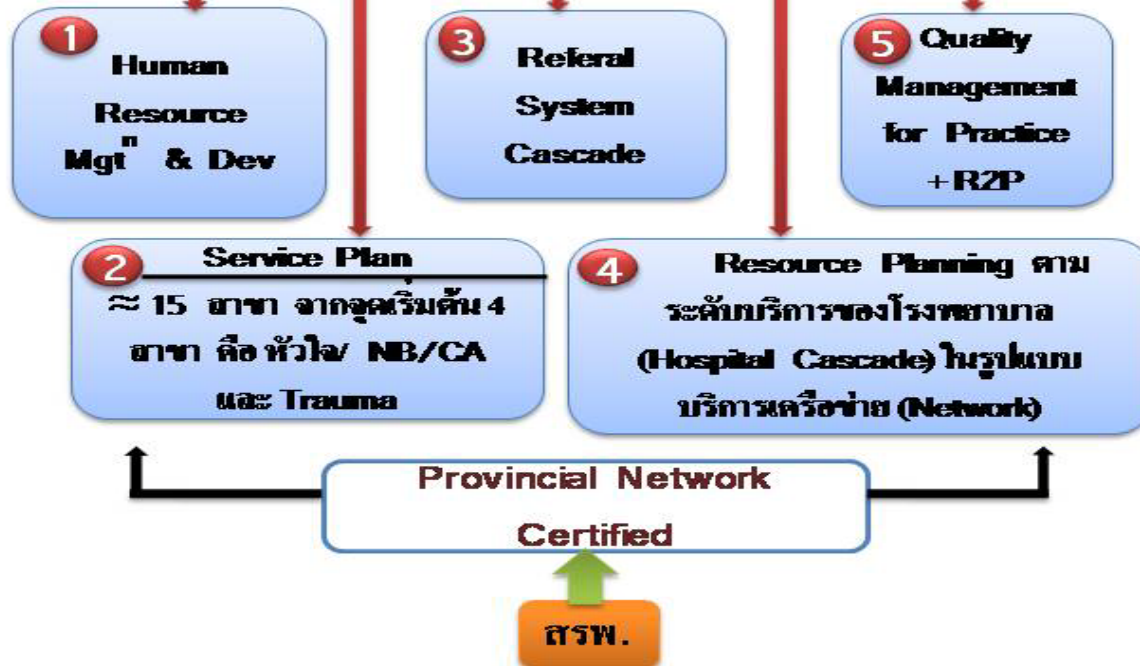 1
Human
Resource
Mgtⁿ & Dev
2
Service Plan
≈ 15 สาขา จากจุดเริ่มต้น 4
สาขา คือ หัวใจ/ NB/CA
และ Trauma
3
Referal
System
Cascade
4
Resource Planning ตาม
ระดับบริการของโรงพยาบาล
(Hospital Cascade) ในรูปแบบ
บริการเครือข่าย (Network)
5
Quality
Management
for Practice
+ R2P
Provincial Network
Certified
สรพ.